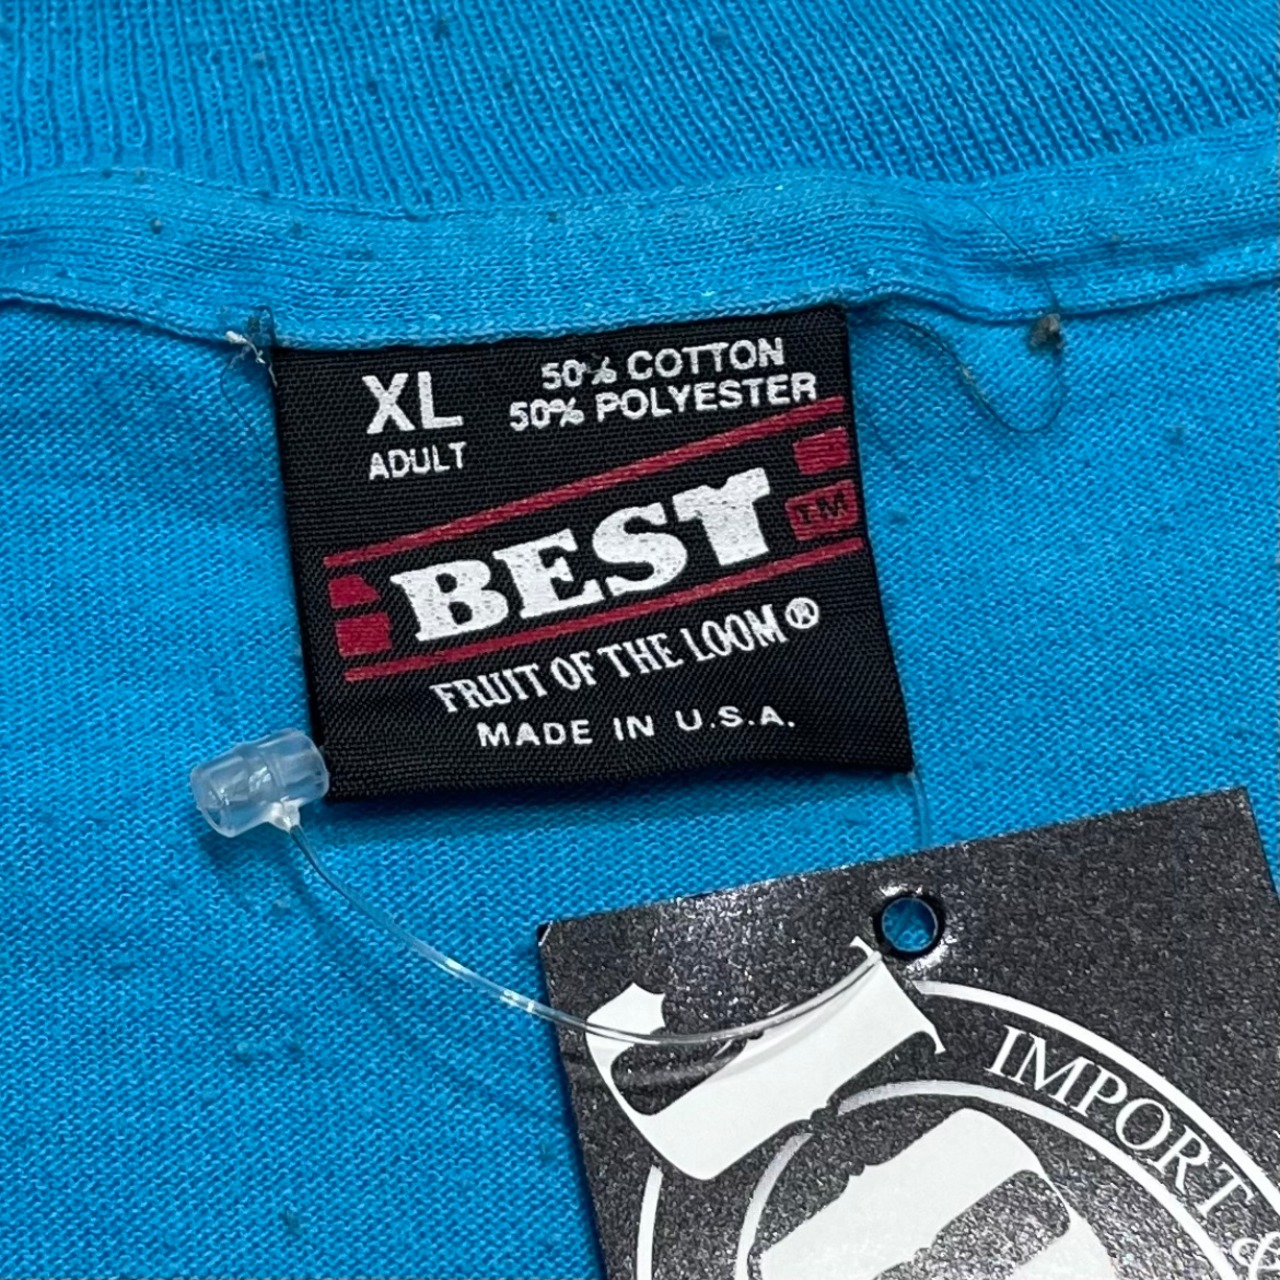 XL
ADULT
50% COTTON
50% POLYESTER
BEST TM
FRUIT OF THE LOOM®
MADE IN U.S.A.
IMPORT